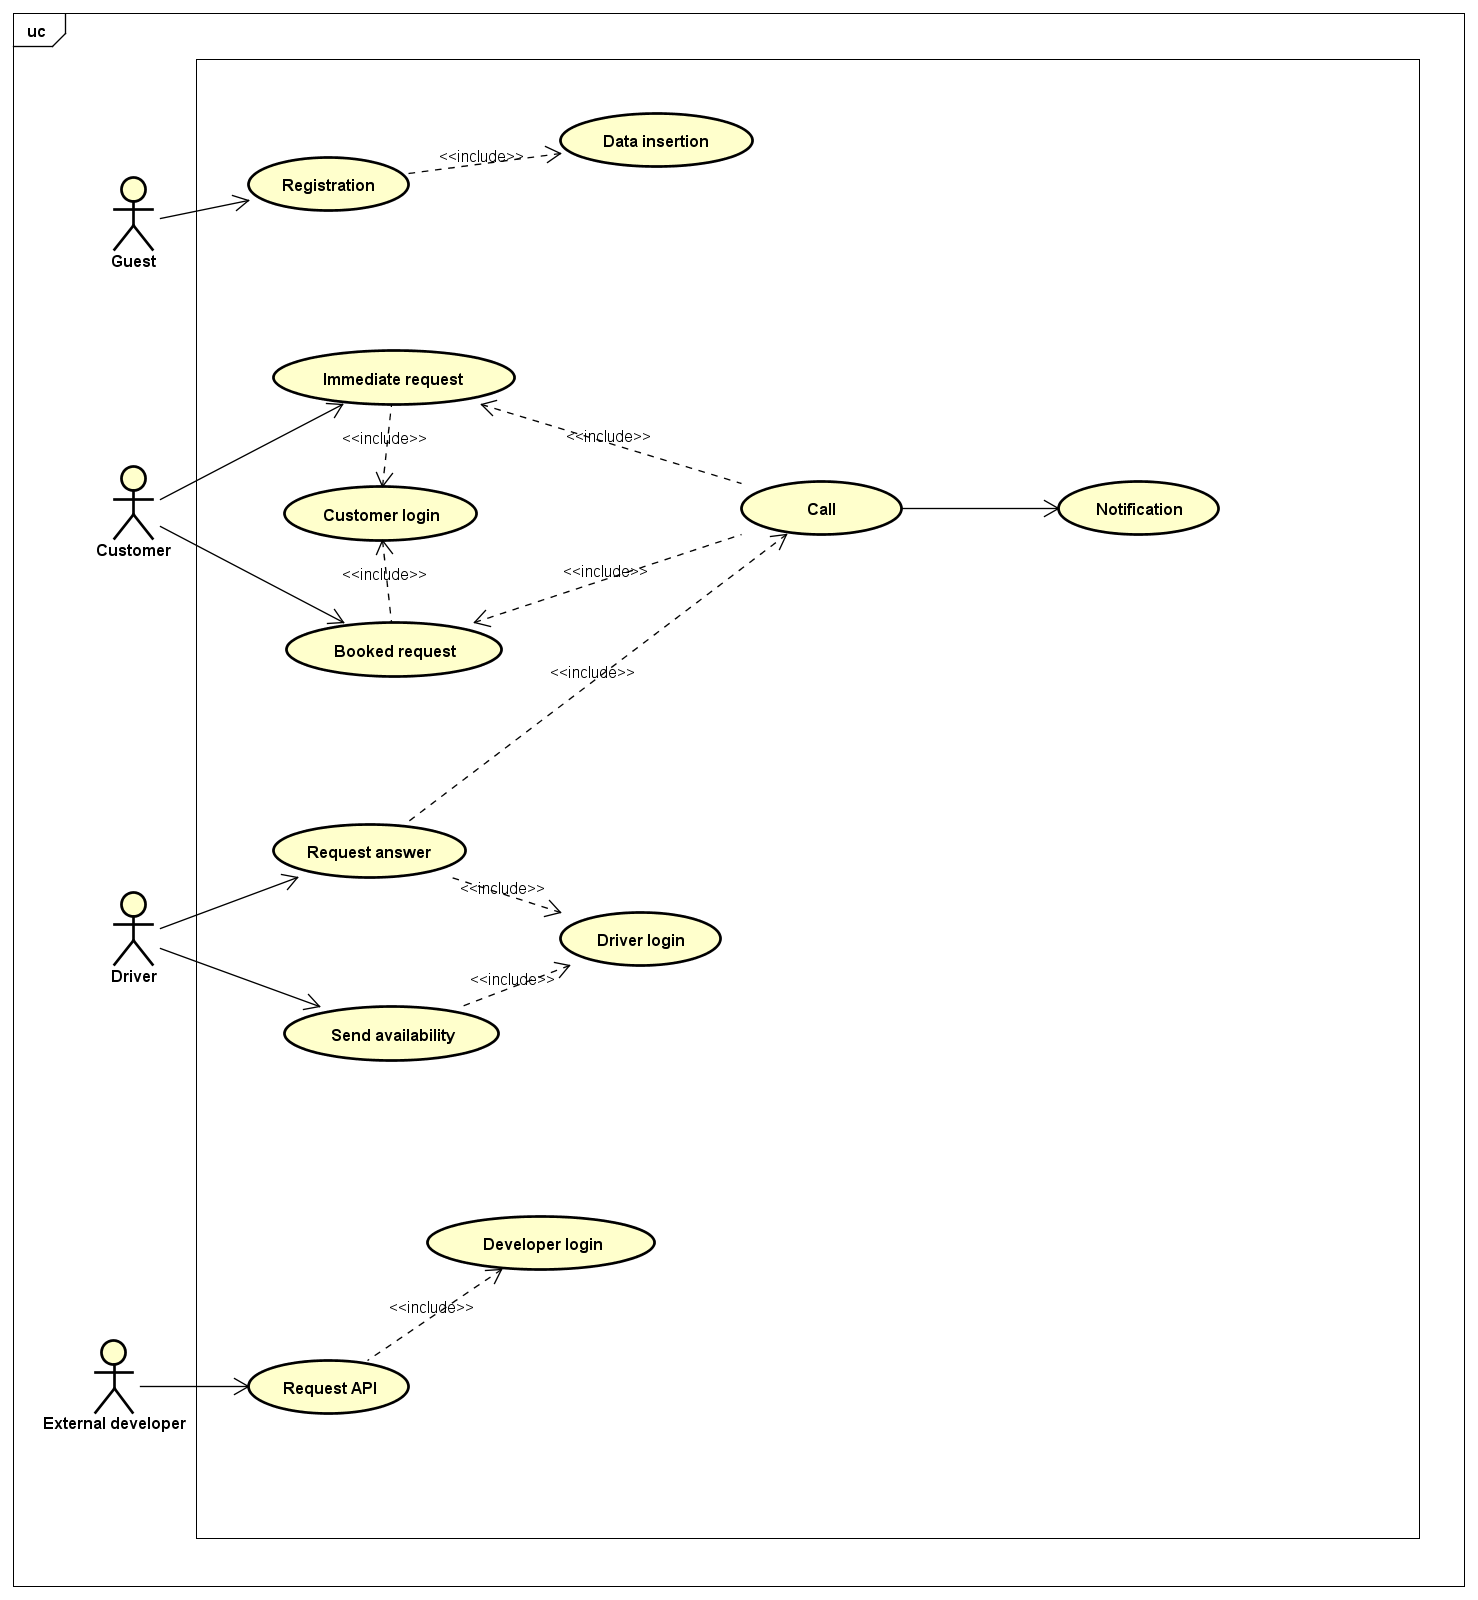 uc
Data insertion
<<include>>
Registration
Guest
Immediate request
<<include>>
<<include>>
Customer login
Call
Notification
Customer
<<include>>
<<include>>
Booked request
<<include>>
Request answer
<<include>>
Driver login
Driver
<<include>>
Send availability
Developer login
<<include>>
Request API
External developer